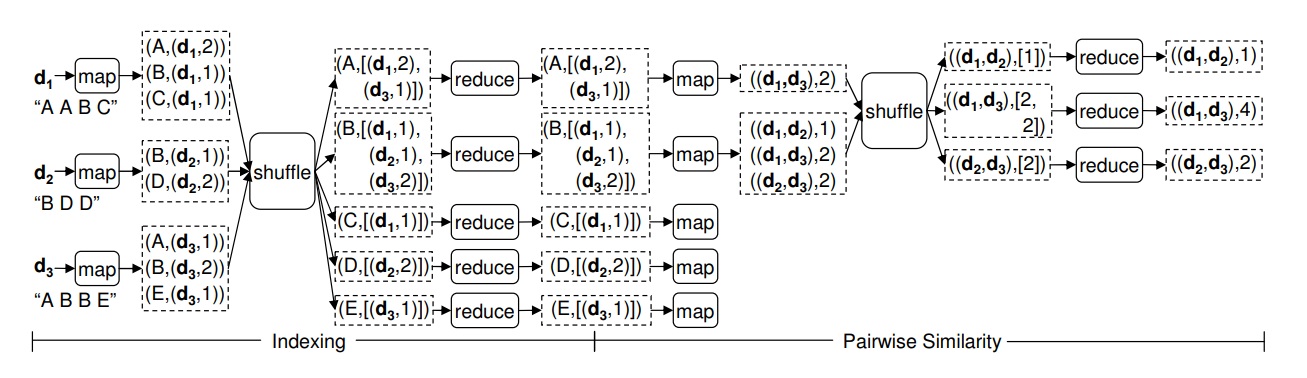 d1
map
"A A B C"
(A,(d1,2))
(B,(d1,1))
(C,(d1,1))
d2
map
"B D D"
(B,(d2,1))
(D,(d2,2))
d3
map
"A B B E"
(A,(d3,1))
(B,(d3,2))
(E,(d3,1))
shuffle
(A,[(d1,2),
(d3,1)])
reduce
(A,[(d1,2),
(d3,1)])
map
((d1,d3),2)
(B,[(d1,1),
(d2,1),
(d3,2)])
reduce
(B,[(d1,1),
(d2,1),
(d3,2)])
map
((d1,d2),1)
((d1,d3),2)
((d2,d3),2)
(C,[(d1,1)])
reduce
(C,[(d1,1)])
map
(D,[(d2,2)])
reduce
(D,[(d2,2)])
map
(E,[(d3,1)])
reduce
(E,[(d3,1)])
map
shuffle
((d1,d2),[1])
reduce
((d1,d2),1)
((d1,d3),[2,
2])
reduce
((d1,d3),4)
((d2,d3),[2])
reduce
((d2,d3),2)
Indexing
Pairwise Similarity